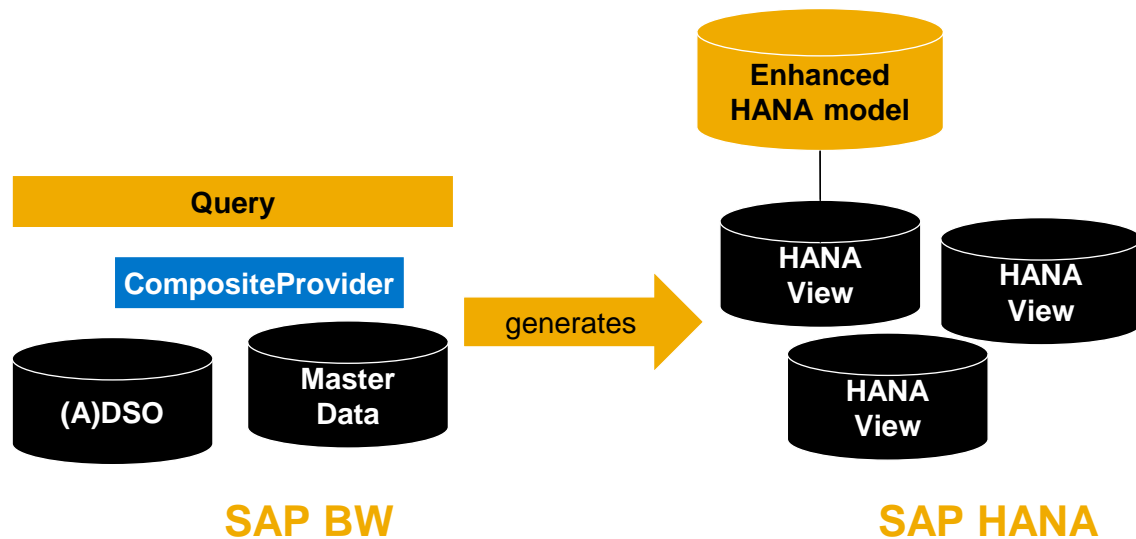 Enhanced
HANA model
Query
CompositeProvider
(A)DSO
Master
Data
generates
HANA
View
HANA
View
HANA
View
SAP BW
SAP HANA